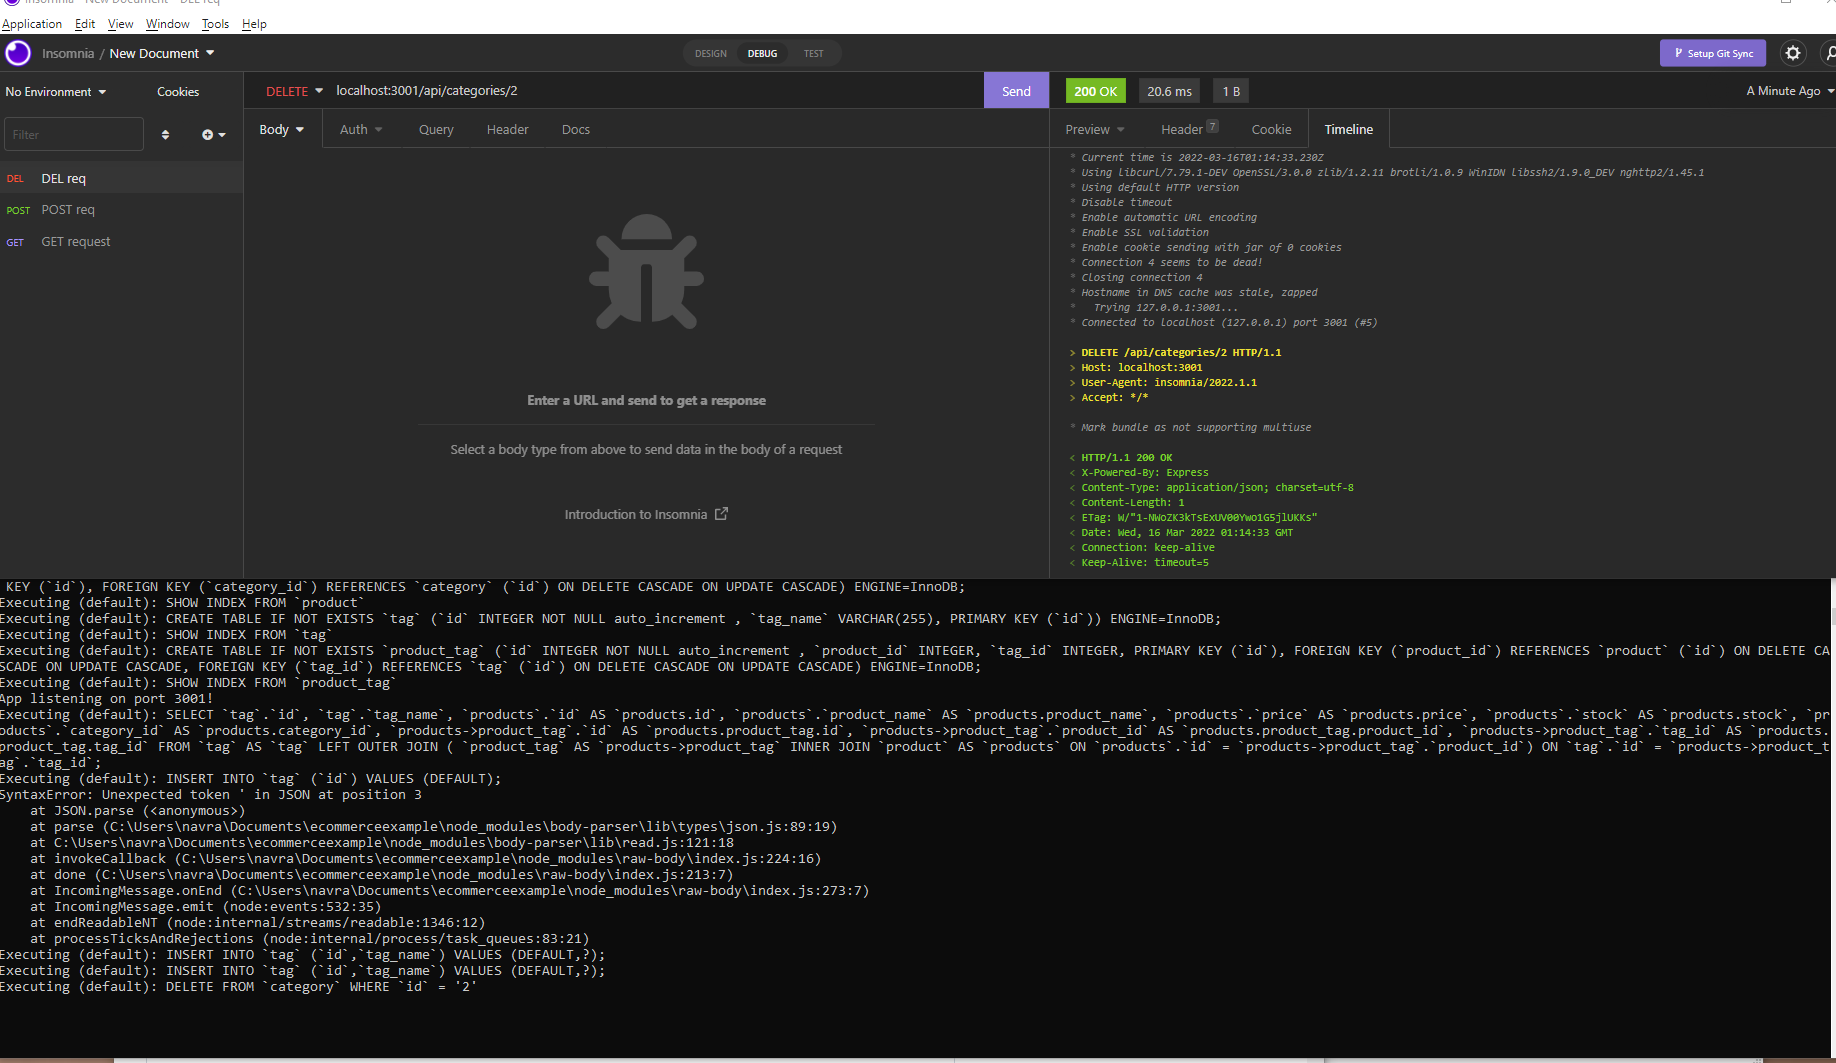 Insomnia - New Document - DEL req
Application Edit View Window Tools Help
Insomnia / New Document
DESIGN DEBUG TEST
Setup Git Sync
No Environment
Cookies
DELETE localhost:3001/api/categories/2
Send
200 OK 20.6 ms 1 B
A Minute Ago
Filter
Body Auth Query Header Docs
Preview Header 7 Cookie Timeline
DEL DEL req
POST POST req
GET GET request
Enter a URL and send to get a response
Select a body type from above to send data in the body of a request
Introduction to Insomnia
* Current time is 2022-03-16T01:14:33.230Z
* Using libcurl/7.79.1-DEV OpenSSL/3.0.0 zlib/1.2.11 brotli/1.0.9 WinIDN libssh2/1.9.0_DEV nghttp2/1.45.1
* Using default HTTP version
* Disable timeout
* Enable automatic URL encoding
* Enable SSL validation
* Enable cookie sending with jar of 0 cookies
* Connection 4 seems to be dead!
* Closing connection 4
* Hostname in DNS cache was stale, zapped
*   Trying 127.0.0.1:3001...
* Connected to localhost (127.0.0.1) port 3001 (#5)
> DELETE /api/categories/2 HTTP/1.1
> Host: localhost:3001
> User-Agent: insomnia/2022.1.1
> Accept: */*
* Mark bundle as not supporting multiuse
< HTTP/1.1 200 OK
< X-Powered-By: Express
< Content-Type: application/json; charset=utf-8
< Content-Length: 1
< ETag: W/"1-NWoZK3kTsExUV00Ywo1G5jlUKKs"
< Date: Wed, 16 Mar 2022 01:14:33 GMT
< Connection: keep-alive
< Keep-Alive: timeout=5
KEY (`id`), FOREIGN KEY (`category_id`) REFERENCES `category` (`id`) ON DELETE CASCADE ON UPDATE CASCADE) ENGINE=InnoDB;
Executing (default): SHOW INDEX FROM `product`
Executing (default): CREATE TABLE IF NOT EXISTS `tag` (`id` INTEGER NOT NULL auto_increment , `tag_name` VARCHAR(255), PRIMARY KEY (`id`)) ENGINE=InnoDB;
Executing (default): SHOW INDEX FROM `tag`
Executing (default): CREATE TABLE IF NOT EXISTS `product_tag` (`id` INTEGER NOT NULL auto_increment , `product_id` INTEGER, `tag_id` INTEGER, PRIMARY KEY (`id`), FOREIGN KEY (`product_id`) REFERENCES `product` (`id`) ON DELETE CA
SCADE ON UPDATE CASCADE, FOREIGN KEY (`tag_id`) REFERENCES `tag` (`id`) ON DELETE CASCADE ON UPDATE CASCADE) ENGINE=InnoDB;
Executing (default): SHOW INDEX FROM `product_tag`
App listening on port 3001!
Executing (default): SELECT `tag`.`id`, `tag`.`tag_name`, `products`.`id` AS `products.id`, `products`.`product_name` AS `products.product_name`, `products`.`price` AS `products.price`, `products`.`stock` AS `products.stock`, `pr
oducts`.`category_id` AS `products.category_id`, `products->product_tag`.`id` AS `products.product_tag.id`, `products->product_tag`.`product_id` AS `products.product_tag.product_id`, `products->product_tag`.`tag_id` AS `products.
product_tag.tag_id` FROM `tag` AS `tag` LEFT OUTER JOIN ( `product_tag` AS `products->product_tag` INNER JOIN `product` AS `products` ON `products`.`id` = `products->product_tag`.`product_id`) ON `tag`.`id` = `products->product_t
ag`.`tag_id`;
Executing (default): INSERT INTO `tag` (`id`) VALUES (DEFAULT);
SyntaxError: Unexpected token ' in JSON at position 3
    at JSON.parse (<anonymous>)
    at parse (C:\Users\navra\Documents\ecommerceexample\node_modules\body-parser\lib\types\json.js:89:19)
    at C:\Users\navra\Documents\ecommerceexample\node_modules\body-parser\lib\read.js:121:18
    at invokeCallback (C:\Users\navra\Documents\ecommerceexample\node_modules\raw-body\index.js:224:16)
    at done (C:\Users\navra\Documents\ecommerceexample\node_modules\raw-body\index.js:213:7)
    at IncomingMessage.onEnd (C:\Users\navra\Documents\ecommerceexample\node_modules\raw-body\index.js:273:7)
    at IncomingMessage.emit (node:events:532:35)
    at endReadableNT (node:internal/streams/readable:1346:12)
    at processTicksAndRejections (node:internal/process/task_queues:83:21)
Executing (default): INSERT INTO `tag` (`id`,`tag_name`) VALUES (DEFAULT,?);
Executing (default): INSERT INTO `tag` (`id`,`tag_name`) VALUES (DEFAULT,?);
Executing (default): DELETE FROM `category` WHERE `id` = '2'